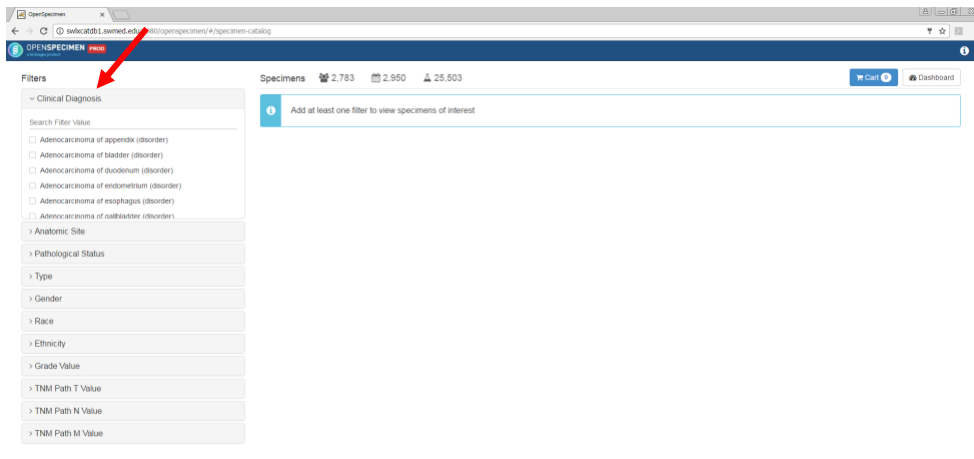 OpenSpecimen
swlxcatdb1.swmed.edu 80/openspecimen/#/specimen-catalog
OPENSPECIMEN PROD
Filters
Specimens 2,783 2,950 25,503
Cart 0
Dashboard
Clinical Diagnosis
Add at least one filter to view specimens of interest
Search Filter Value
Adenocarcinoma of appendix (disorder)
Adenocarcinoma of bladder (disorder)
Adenocarcinoma of duodenum (disorder)
Adenocarcinoma of endometrium (disorder)
Adenocarcinoma of esophagus (disorder)
Adenocarcinoma of gallbladder (disorder)
Anatomic Site
Pathological Status
Type
Gender
Race
Ethnicity
Grade Value
TNM Path T Value
TNM Path N Value
TNM Path M Value